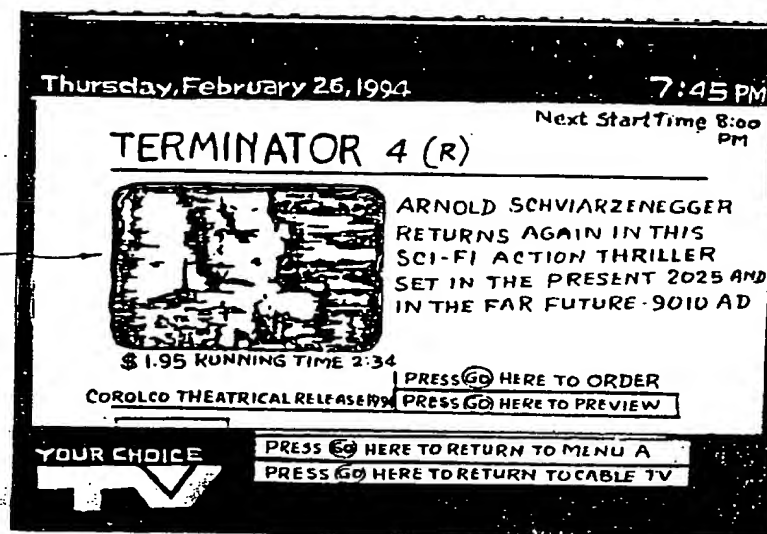 Thursday, February 26, 1994 7:45 PM
Next Start Time 8:00 PM
TERMINATOR 4 (R)
ARNOLD SCHVIARZENEGGER
RETURNS AGAIN IN THIS
SCI-FI ACTION THRILLER
SET IN THE PRESENT 2025 AND
IN THE FAR FUTURE - 9010 AD
$ 1.95 RUNNING TIME 2:34
COROLCO THEATRICAL RELEASE 1994
PRESS GO HERE TO ORDER
PRESS GO HERE TO PREVIEW
YOUR CHOICE
TV
PRESS GO HERE TO RETURN TO MENU A
PRESS GO HERE TO RETURN TO CABLE TV